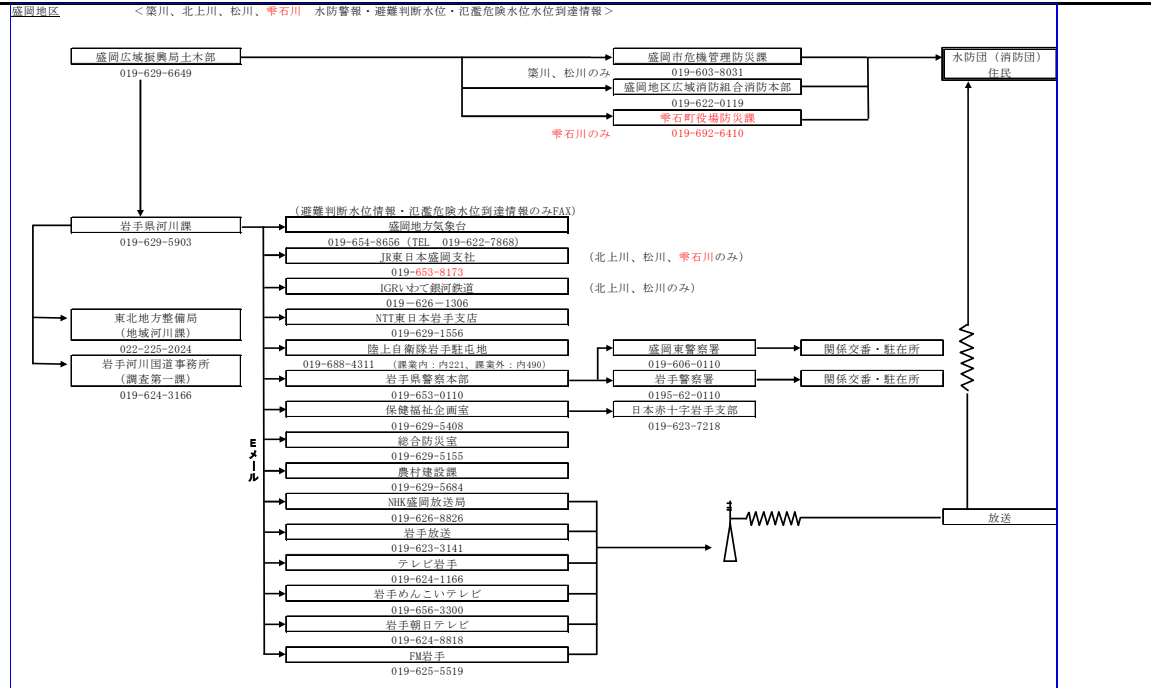 盛岡地区　＜簗川、北上川、松川、雫石川　水防警報・避難判断水位・氾濫危険水位水位到達情報＞
盛岡広域振興局土木部
019-629-6649
簗川、松川のみ
盛岡市危機管理防災課
019-603-8031
盛岡地区広域消防組合消防本部
019-622-0119
雫石町役場防災課
雫石川のみ
019-692-6410
水防団（消防団）
住民
岩手県河川課
019-629-5903
東北地方整備局
(地域河川課)
022-225-2024
岩手河川国道事務所
(調査第一課)
019-624-3166
Eメール
(避難判断水位情報・氾濫危険水位到達情報のみFAX)
盛岡地方気象台
019-654-8656 (TEL　019-622-7868)
JR東日本盛岡支社
(北上川、松川、雫石川のみ)
019-653-8173
IGRいわて銀河鉄道
(北上川、松川のみ)
019－626－1306
NTT東日本岩手支店
019-629-1556
陸上自衛隊岩手駐屯地
019-688-4311　(課業内：内221、課業外：内490)
岩手県警察本部
019-653-0110
保健福祉企画室
019-629-5408
総合防災室
019-629-5155
農村建設課
019-629-5684
NHK盛岡放送局
019-626-8826
岩手放送
019-623-3141
テレビ岩手
019-624-1166
岩手めんこいテレビ
019-656-3300
岩手朝日テレビ
019-624-8818
FM岩手
019-625-5519
盛岡東警察署
019-606-0110
関係交番・駐在所
岩手警察署
0195-62-0110
関係交番・駐在所
日本赤十字岩手支部
019-623-7218
放送